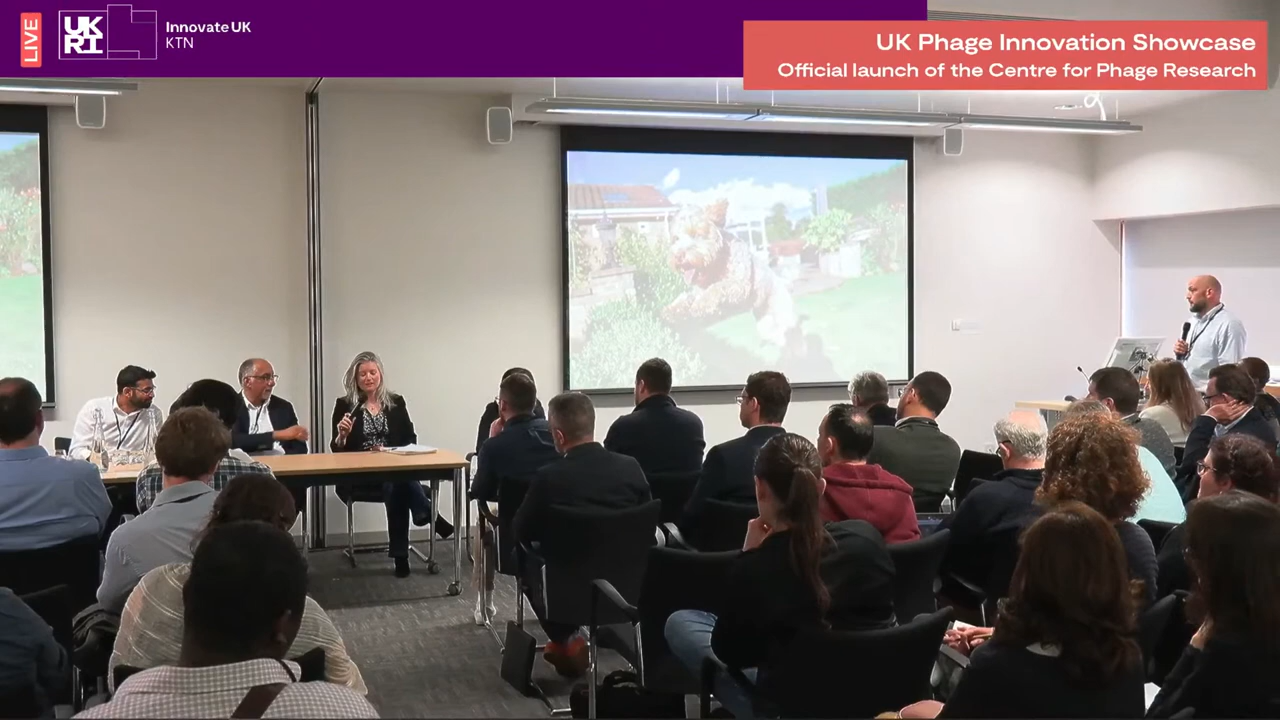 LIVE
UK
RI
Innovate UK
KTN
UK Phage Innovation Showcase
Official launch of the Centre for Phage Research